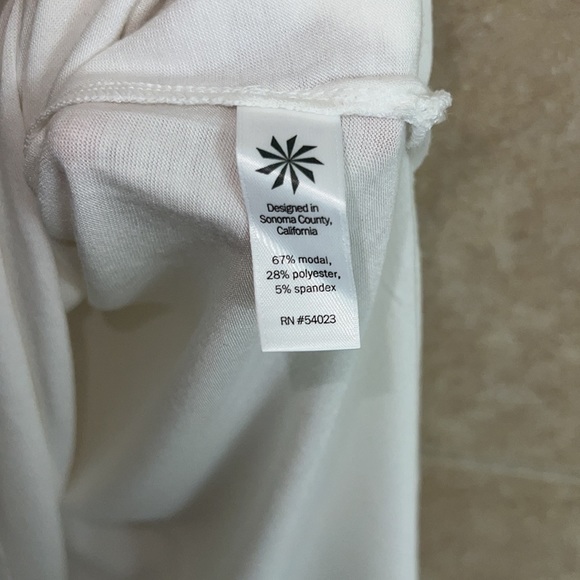 Designed in
Sonoma County,
California
67% modal,
28% polyester,
5% spandex
RN #54023